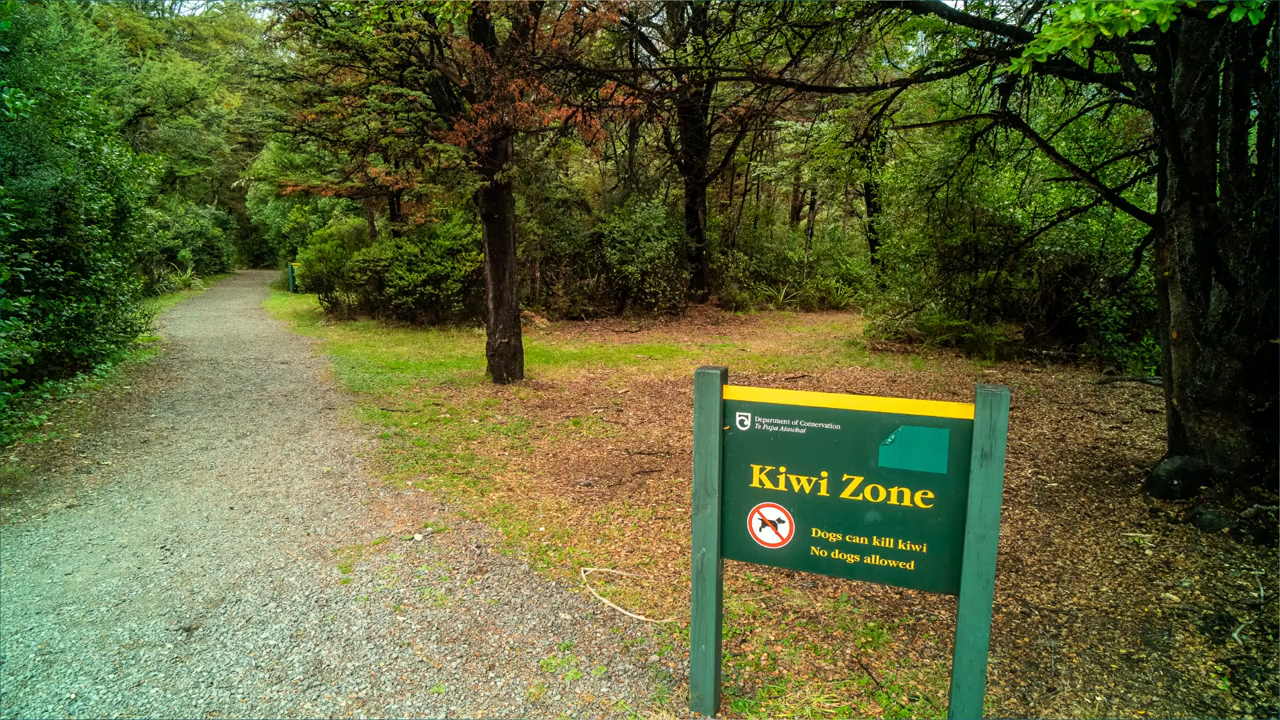 Department of Conservation
Te Papa Atawhai
Kiwi Zone
Dogs can kill kiwi
No dogs allowed